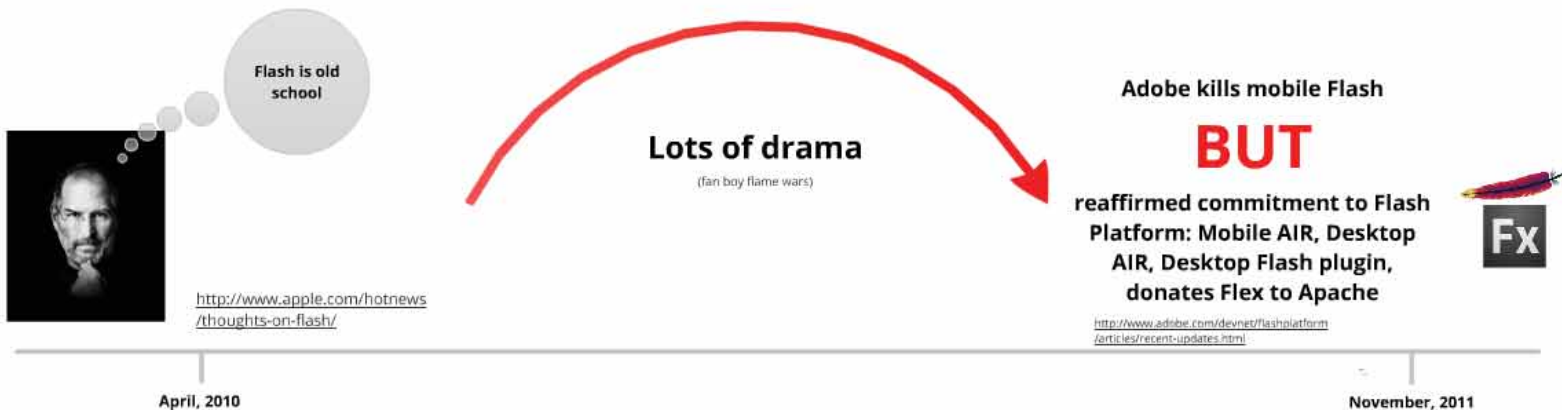 Flash is old
school
http://www.apple.com/hotnews
/thoughts-on-flash/
Lots of drama
(fan boy flame wars)
Adobe kills mobile Flash
BUT
reaffirmed commitment to Flash
Platform: Mobile AIR, Desktop
AIR, Desktop Flash plugin,
donates Flex to Apache
http://www.adobe.com/devnet/flashplatform
/articles/recent-updates.html
Fx
April, 2010
November, 2011